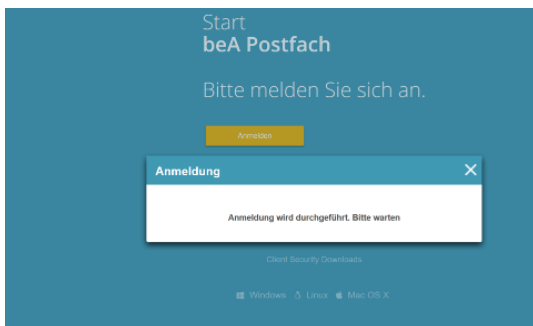 Start
beA Postfach
Bitte melden Sie sich an.
Anmelden
Anmeldung
Anmeldung wird durchgeführt. Bitte warten
Client Security Downloads
Windows Linux Mac OS X